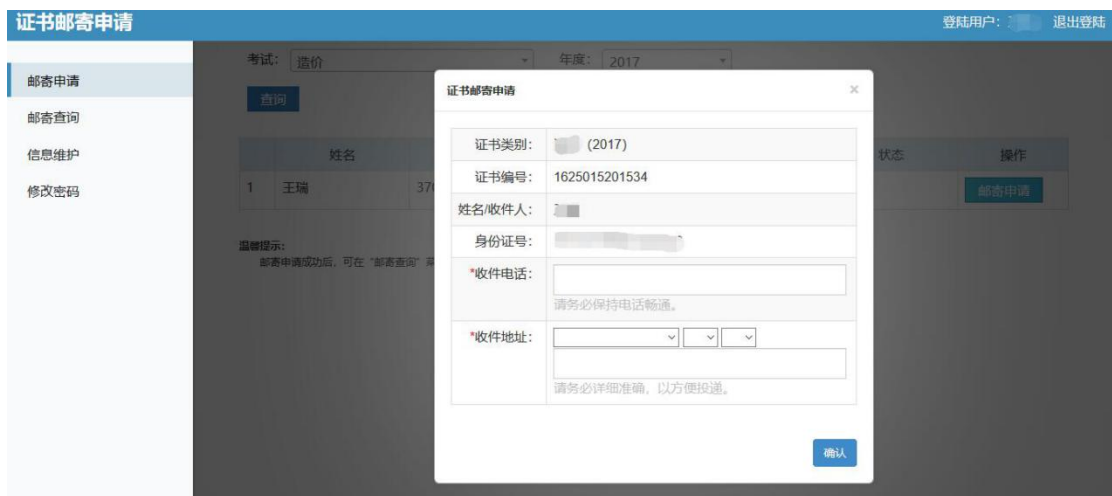 证书邮寄申请
登陆用户： 退出登陆
邮寄申请
邮寄查询
信息维护
修改密码
考试： 造价 年度： 2017
查询
姓名 状态 操作
1 王瑞 370 邮寄申请
温馨提示：
邮寄申请成功后，可在“邮寄查询”菜
证书邮寄申请 ×
证书类别： (2017)
证书编号： 1625015201534
姓名/收件人：
身份证号：
*收件电话：
请务必保持电话畅通。
*收件地址：
请务必详细准确，以方便投递。
确认